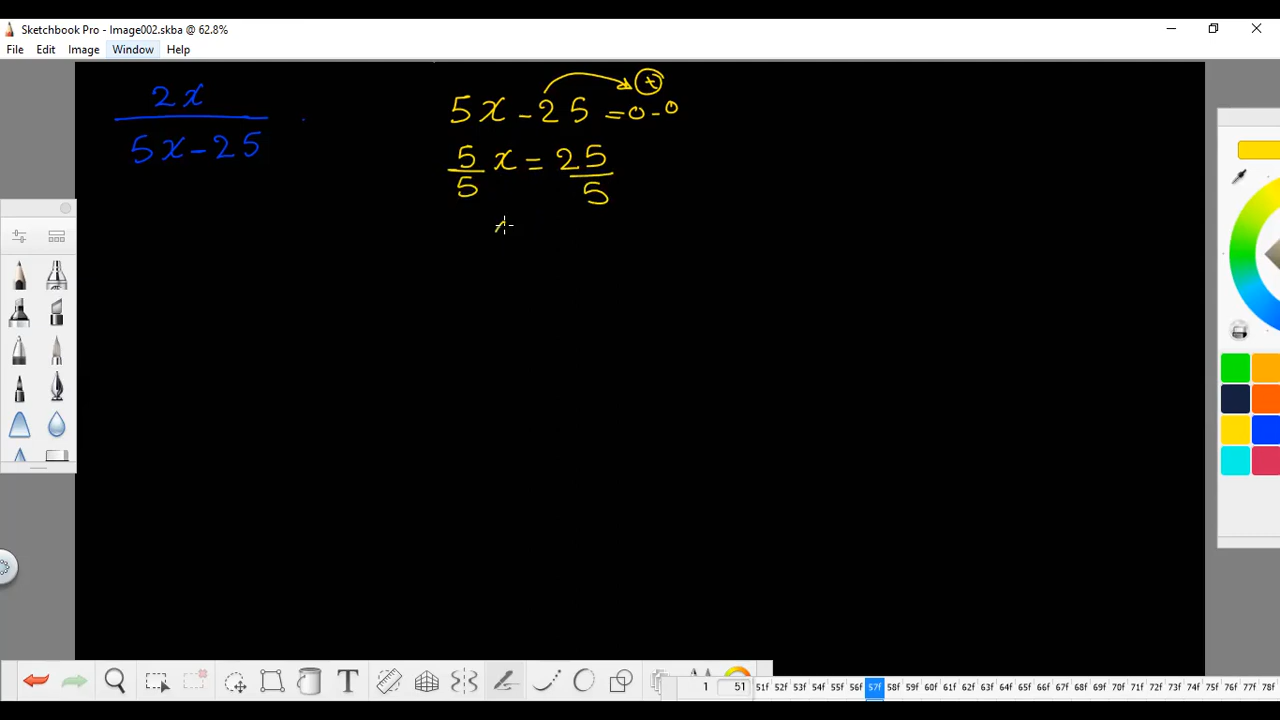 Sketchbook Pro - Image002.skba @ 62.8%
File Edit Image Window Help
2x
5x-25
+
5x-25=0-0
5 x = 25
5 5
1 51 51f 52f 53f 54f 55f 56f 57f 58f 59f 60f 61f 62f 63f 64f 65f 66f 67f 68f 69f 70f 71f 72f 73f 74f 75f 76f 77f 78f